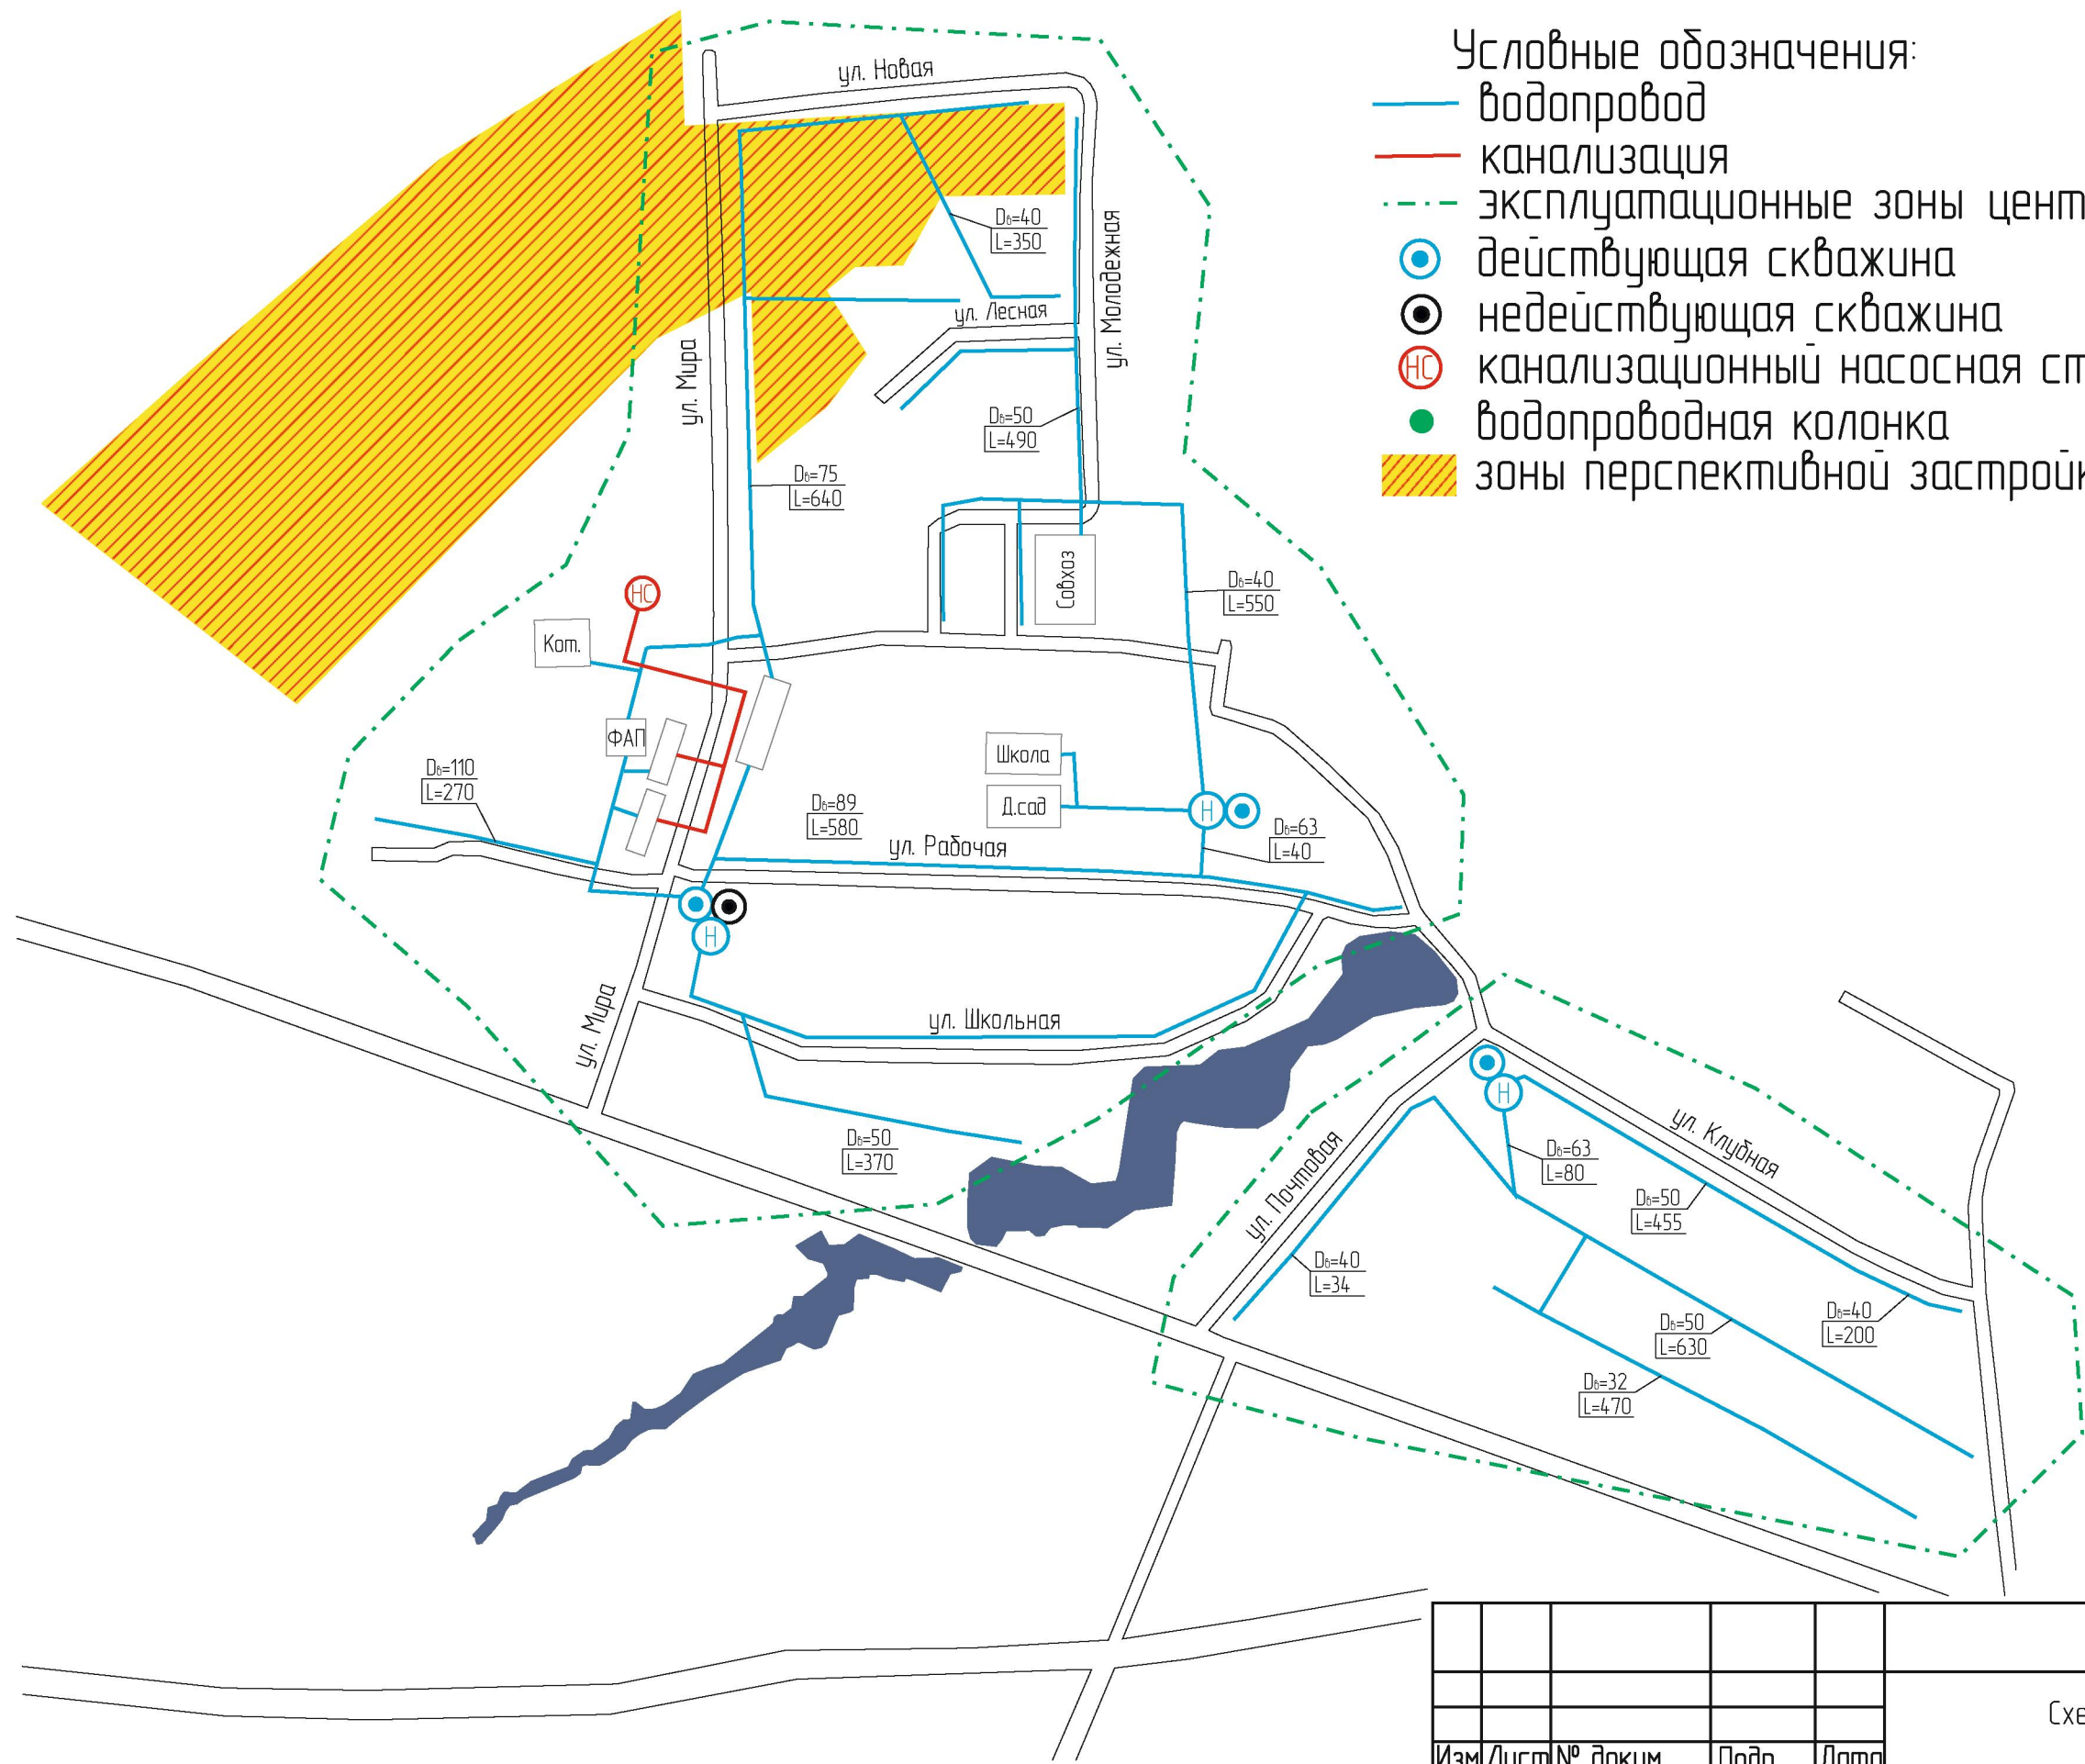 Условные обозначения:
водопровод
канализация
эксплуатационные зоны цент
действующая скважина
недействующая скважина
НС канализационный насосная ст
водопроводная колонка
зоны перспективной застройк
ул. Новая
Dв=40
L=350
ул. Молодежная
ул. Лесная
ул. Мира
Dв=50
L=490
Dв=75
L=640
Совхоз
Dв=40
L=550
НС
Кот.
ФАП
Школа
Д.сад
Dв=110
L=270
Dв=89
L=580
Н
Dв=63
L=40
ул. Рабочая
Н
ул. Мира
ул. Школьная
Dв=50
L=370
Н
ул. Клубная
ул. Почтовая
Dв=63
L=80
Dв=50
L=455
Dв=40
L=34
Dв=50
L=630
Dв=40
L=200
Dв=32
L=470
Схе
Изм Лист № доким. Подп. Дата